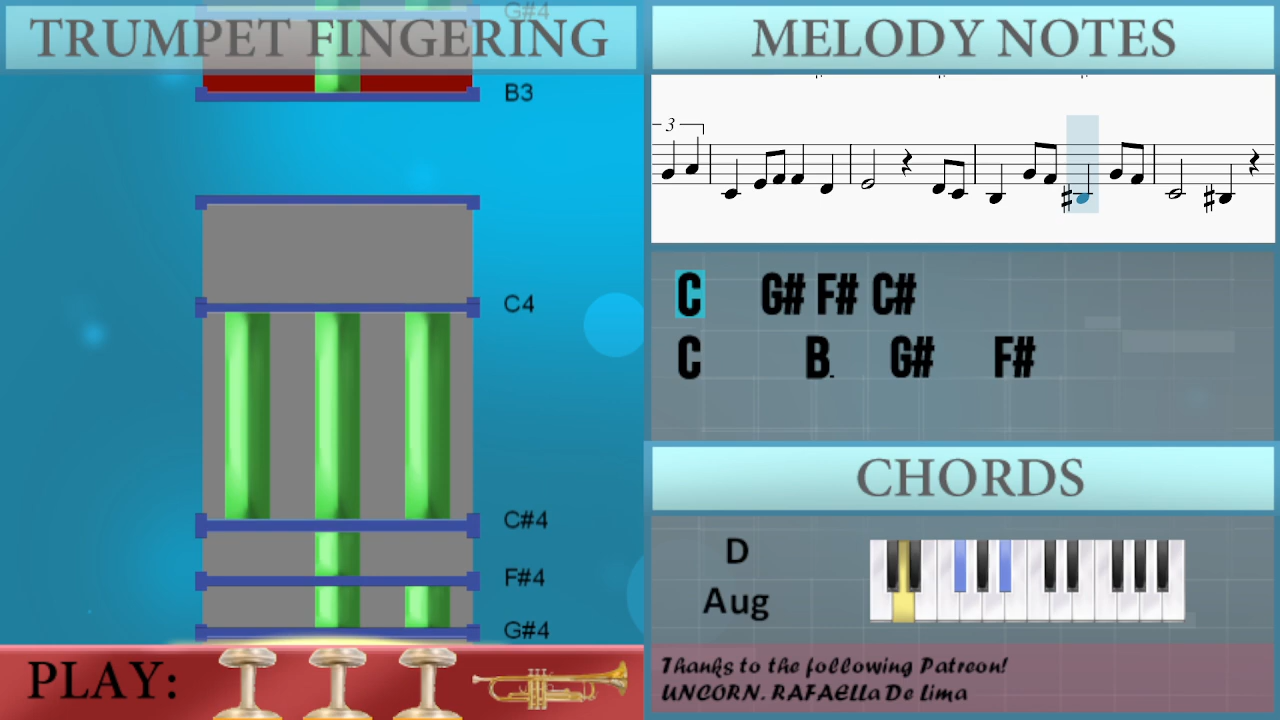 G#4
TRUMPET FINGERING
B3
C4
C#4
F#4
G#4
PLAY:
MELODY NOTES
3
C G# F# C#
C B. G# F#
CHORDS
D
Aug
Thanks to the following Patreon!
UNCORN. RAFAElla De lima